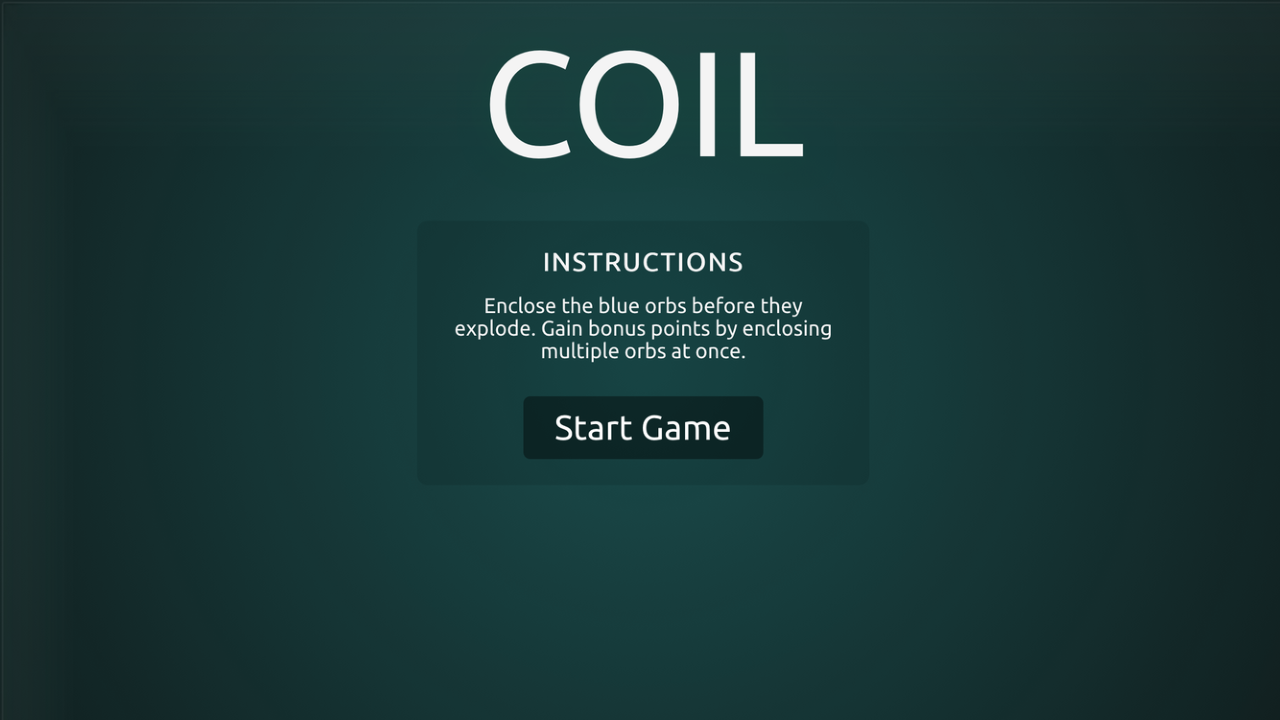 COIL
INSTRUCTIONS
Enclose the blue orbs before they
explode. Gain bonus points by enclosing
multiple orbs at once.
Start Game